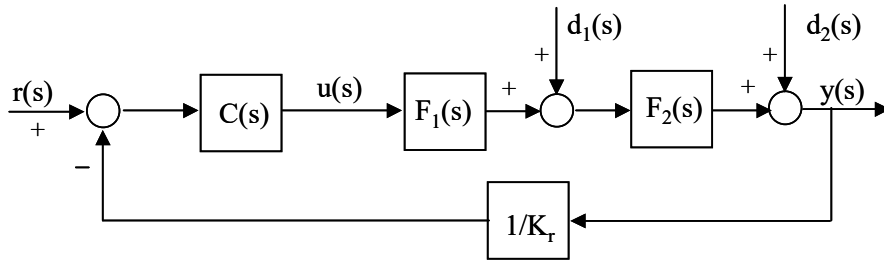 d₁(s)
d₂(s)
+
+
r(s)
u(s)
+
+
y(s)
C(s)
F₁(s)
F₂(s)
+
−
1/Kᵣ